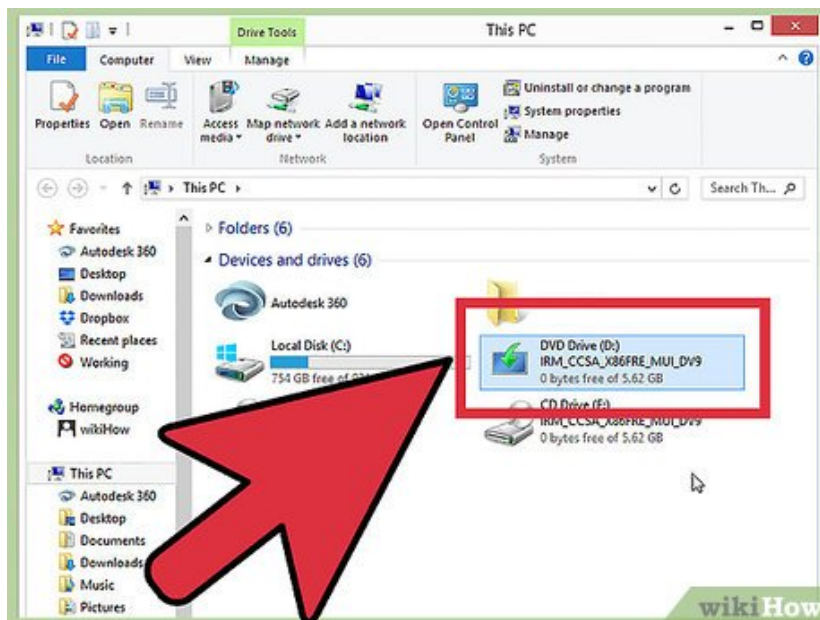 Drive Tools
This PC
File
Computer
View
Manage
Properties
Open
Rename
Access media
Map network drive
Add a network location
Open Control Panel
Uninstall or change a program
System properties
Manage
Location
Network
System
This PC
Search Th...
Favorites
Autodesk 360
Desktop
Downloads
Dropbox
Recent places
Working
Homegroup
wikiHow
This PC
Autodesk 360
Desktop
Documents
Downloads
Music
Pictures
Folders (6)
Devices and drives (6)
Autodesk 360
Local Disk (C:)
754 GB free of
DVD Drive (D:)
IRM_CCSA_X86FRE_MUI_DV9
0 bytes free of 5.62 GB
CD Drive (F:)
IRM_CCSA_X86FRE_MUI_DV9
0 bytes free of 5.62 GB
wikiHow